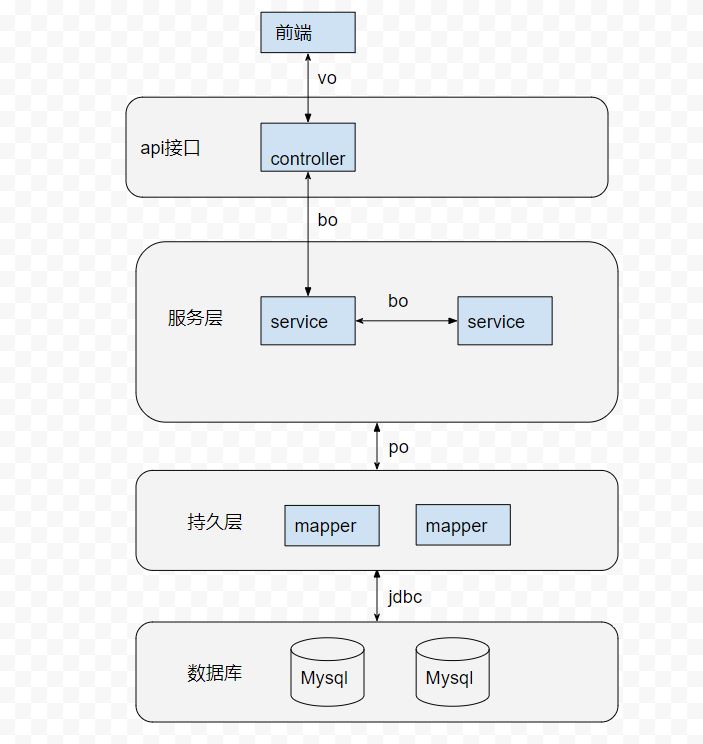 前端
vo
api接口
controller
bo
服务层
service
bo
service
po
持久层
mapper
mapper
jdbc
数据库
Mysql
Mysql